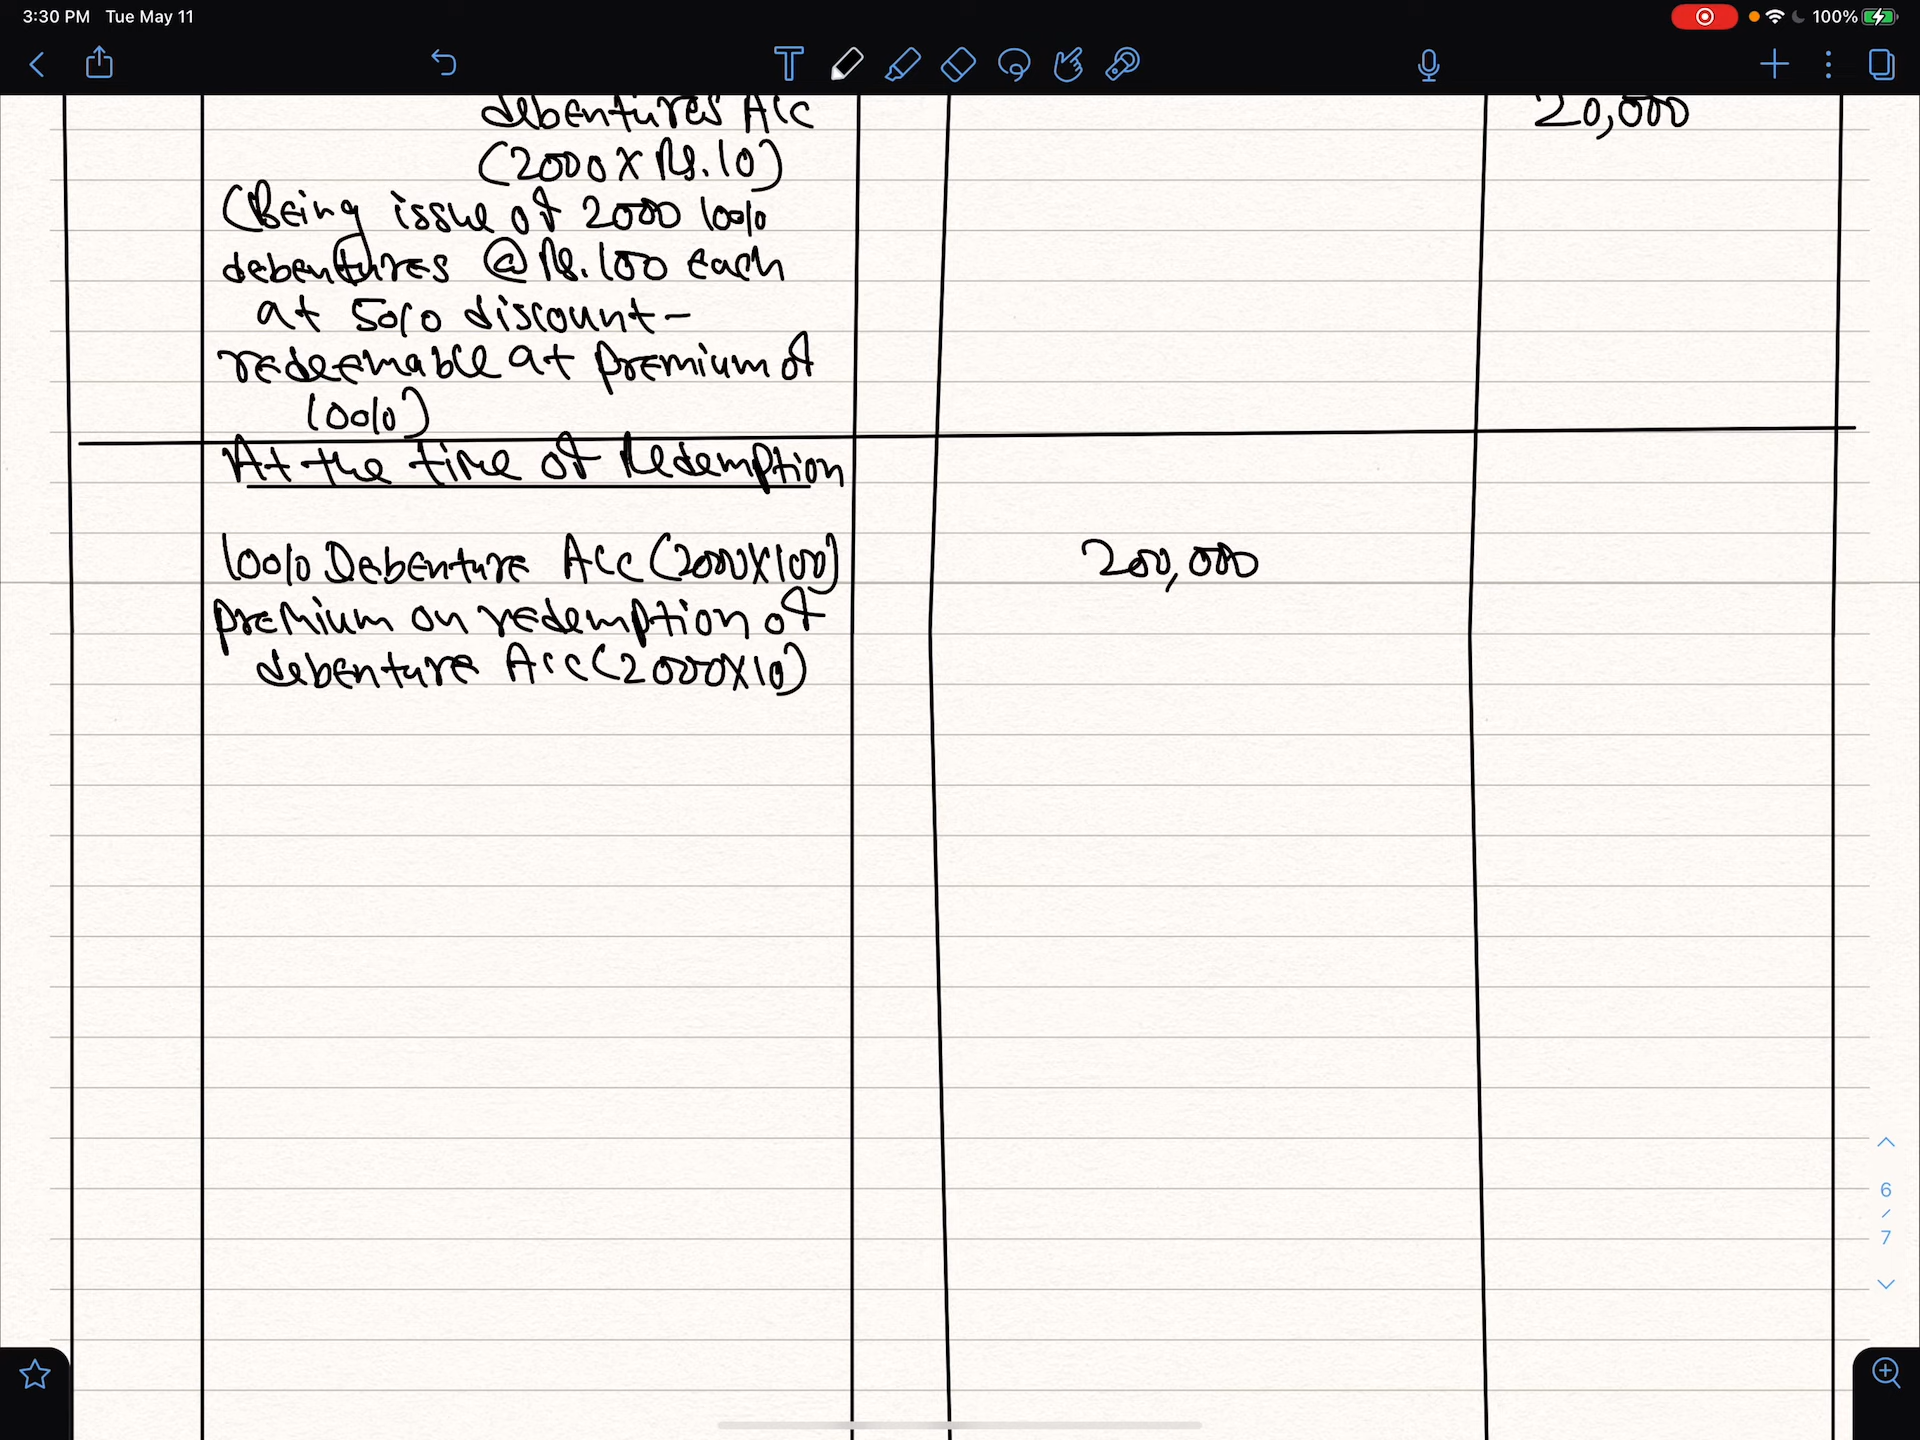 3:30 PM Tue May 11
100%
debentures A/c
20,000
(2000 X Rs.10)
(Being issue of 2000 10%
debentures @ Rs.100 each
at 5% discount-
redeemable at premium of
10%)
At the time of Redemption
10% Debenture A/c (2000X100)
200,000
premium on redemption of
debenture A/c (2000X10)
6
/
7